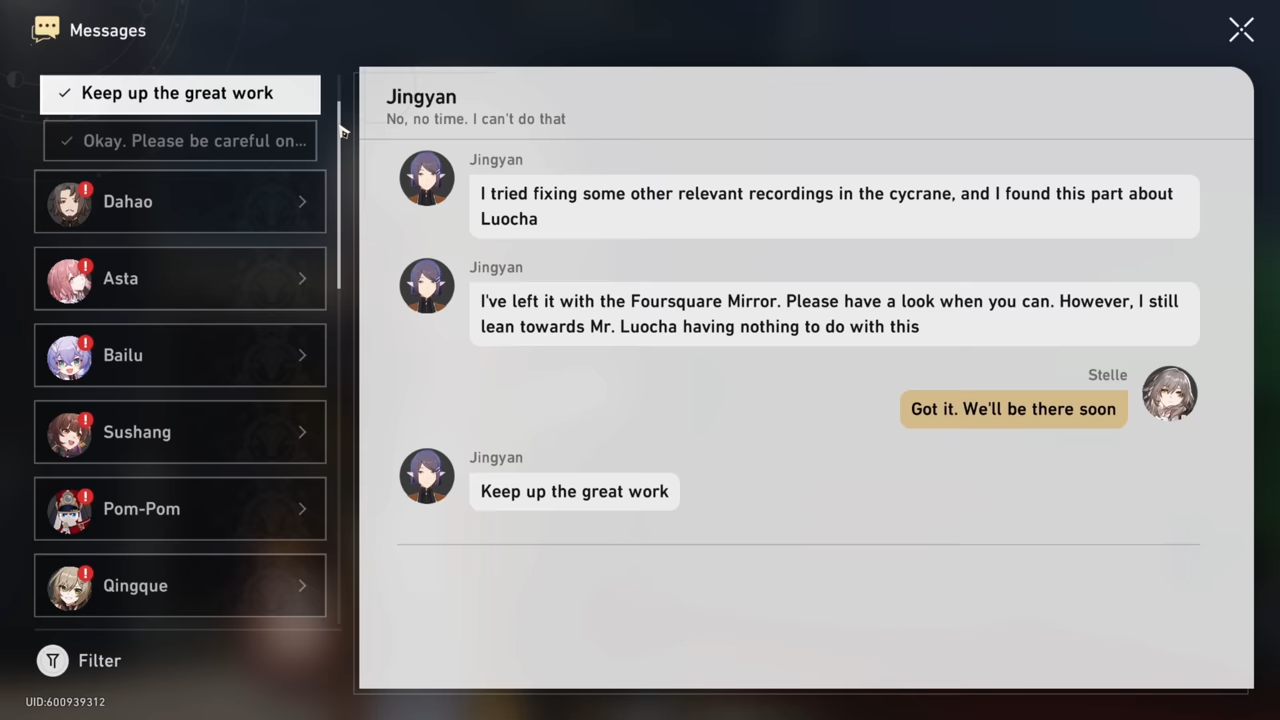 Messages
Keep up the great work
Okay. Please be careful on...
Dahao
Asta
Bailu
Sushang
Pom-Pom
Qingque
Filter
UID:600939312
Jingyan
No, no time. I can't do that
Jingyan
I tried fixing some other relevant recordings in the cycrane, and I found this part about
Luocha
Jingyan
I've left it with the Foursquare Mirror. Please have a look when you can. However, I still
lean towards Mr. Luocha having nothing to do with this
Stelle
Got it. We'll be there soon
Jingyan
Keep up the great work